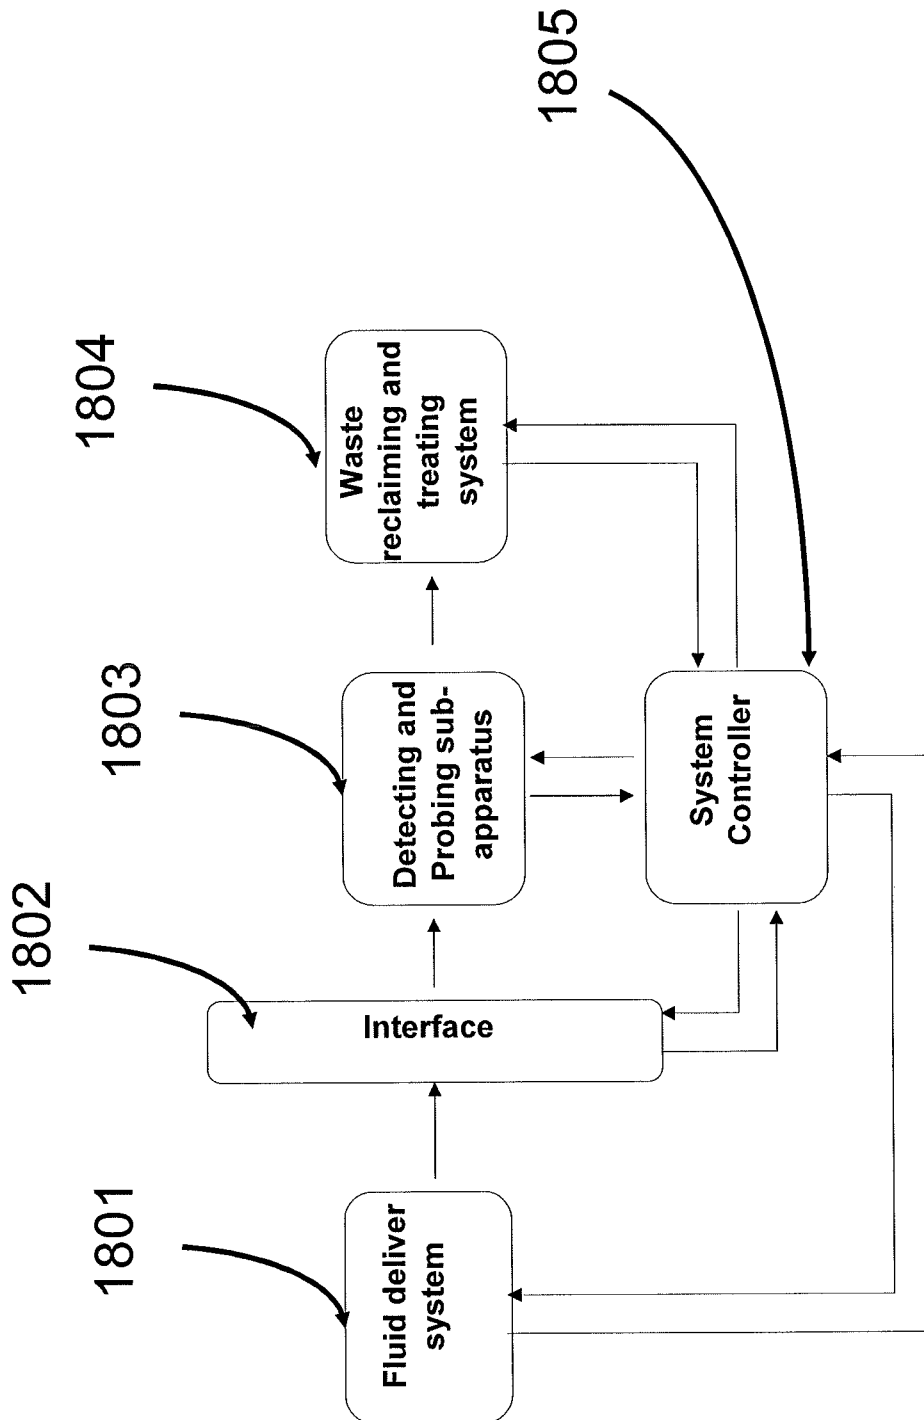 1801
1802
1803
1804
1805
Fluid deliver
system
Interface
Detecting and
Probing sub-
apparatus
Waste
reclaiming and
treating
system
System
Controller